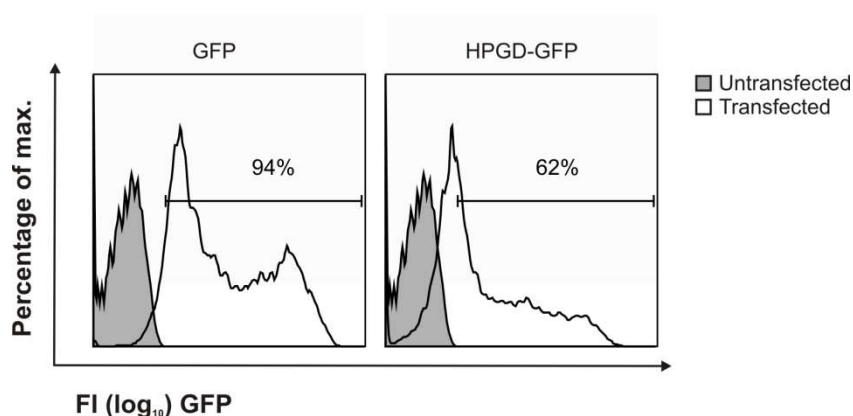 GFP
HPGD-GFP
Untransfected
Transfected
94%
62%
Percentage of max.
FI (log₁₀) GFP